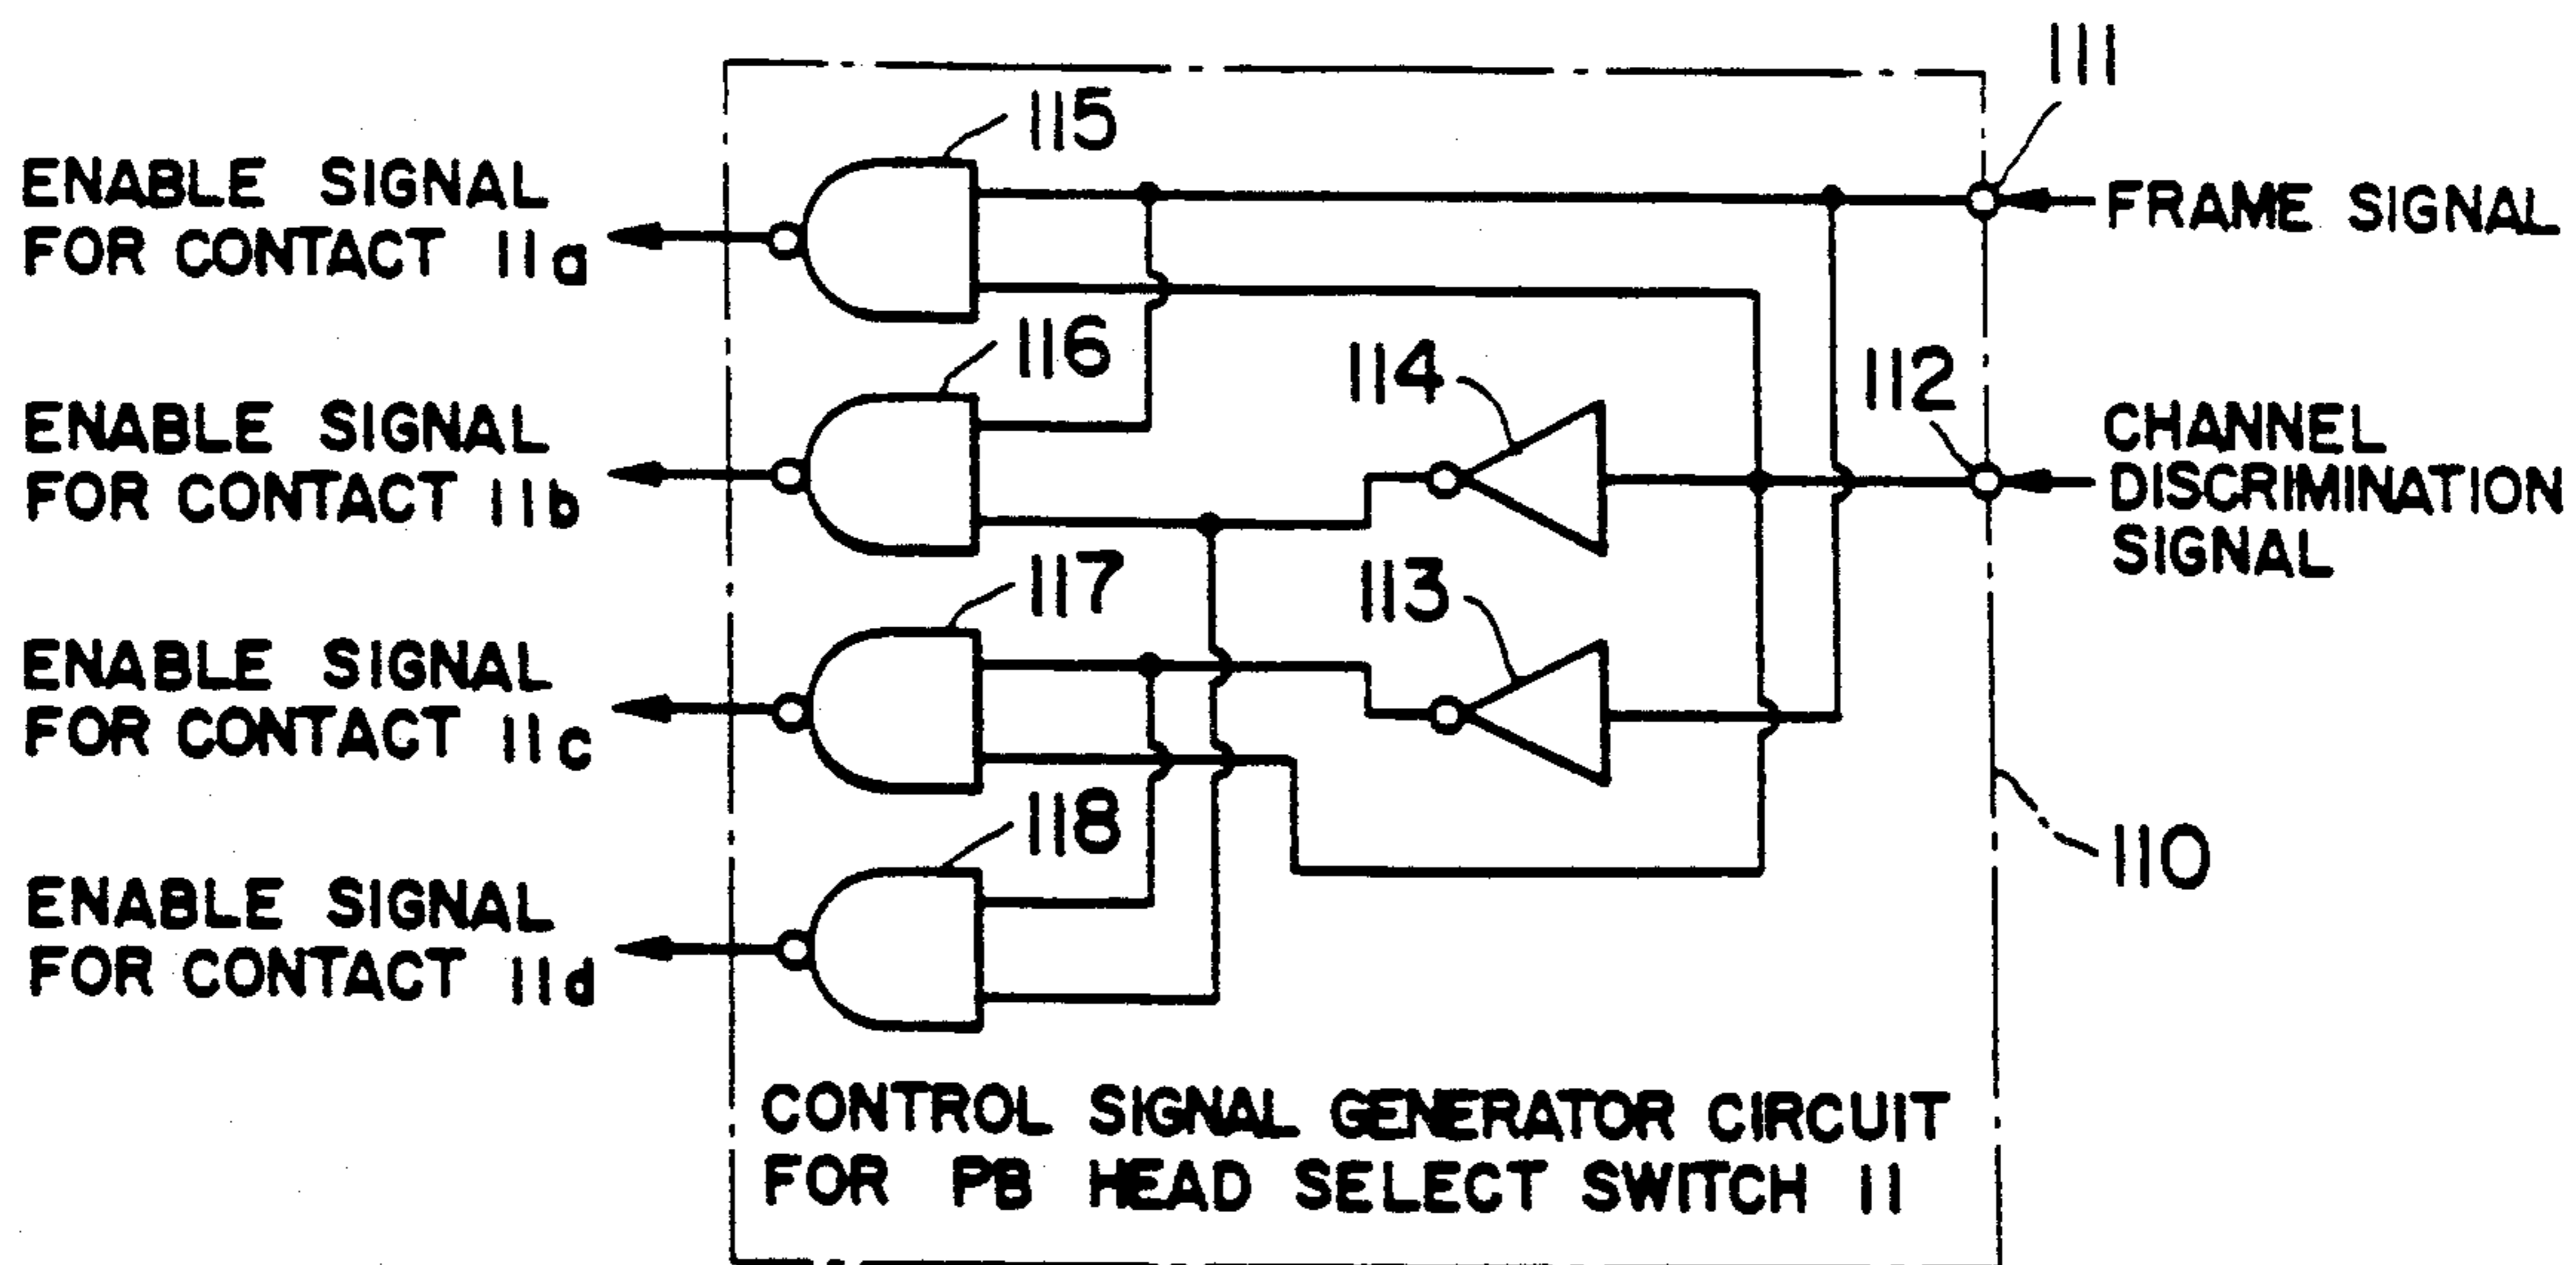 111
115
ENABLE SIGNAL
FOR CONTACT 11a
FRAME SIGNAL
116
114
112
ENABLE SIGNAL
FOR CONTACT 11b
CHANNEL
DISCRIMINATION
SIGNAL
117
113
ENABLE SIGNAL
FOR CONTACT 11c
118
110
ENABLE SIGNAL
FOR CONTACT 11d
CONTROL SIGNAL GENERATOR CIRCUIT
FOR PB HEAD SELECT SWITCH 11